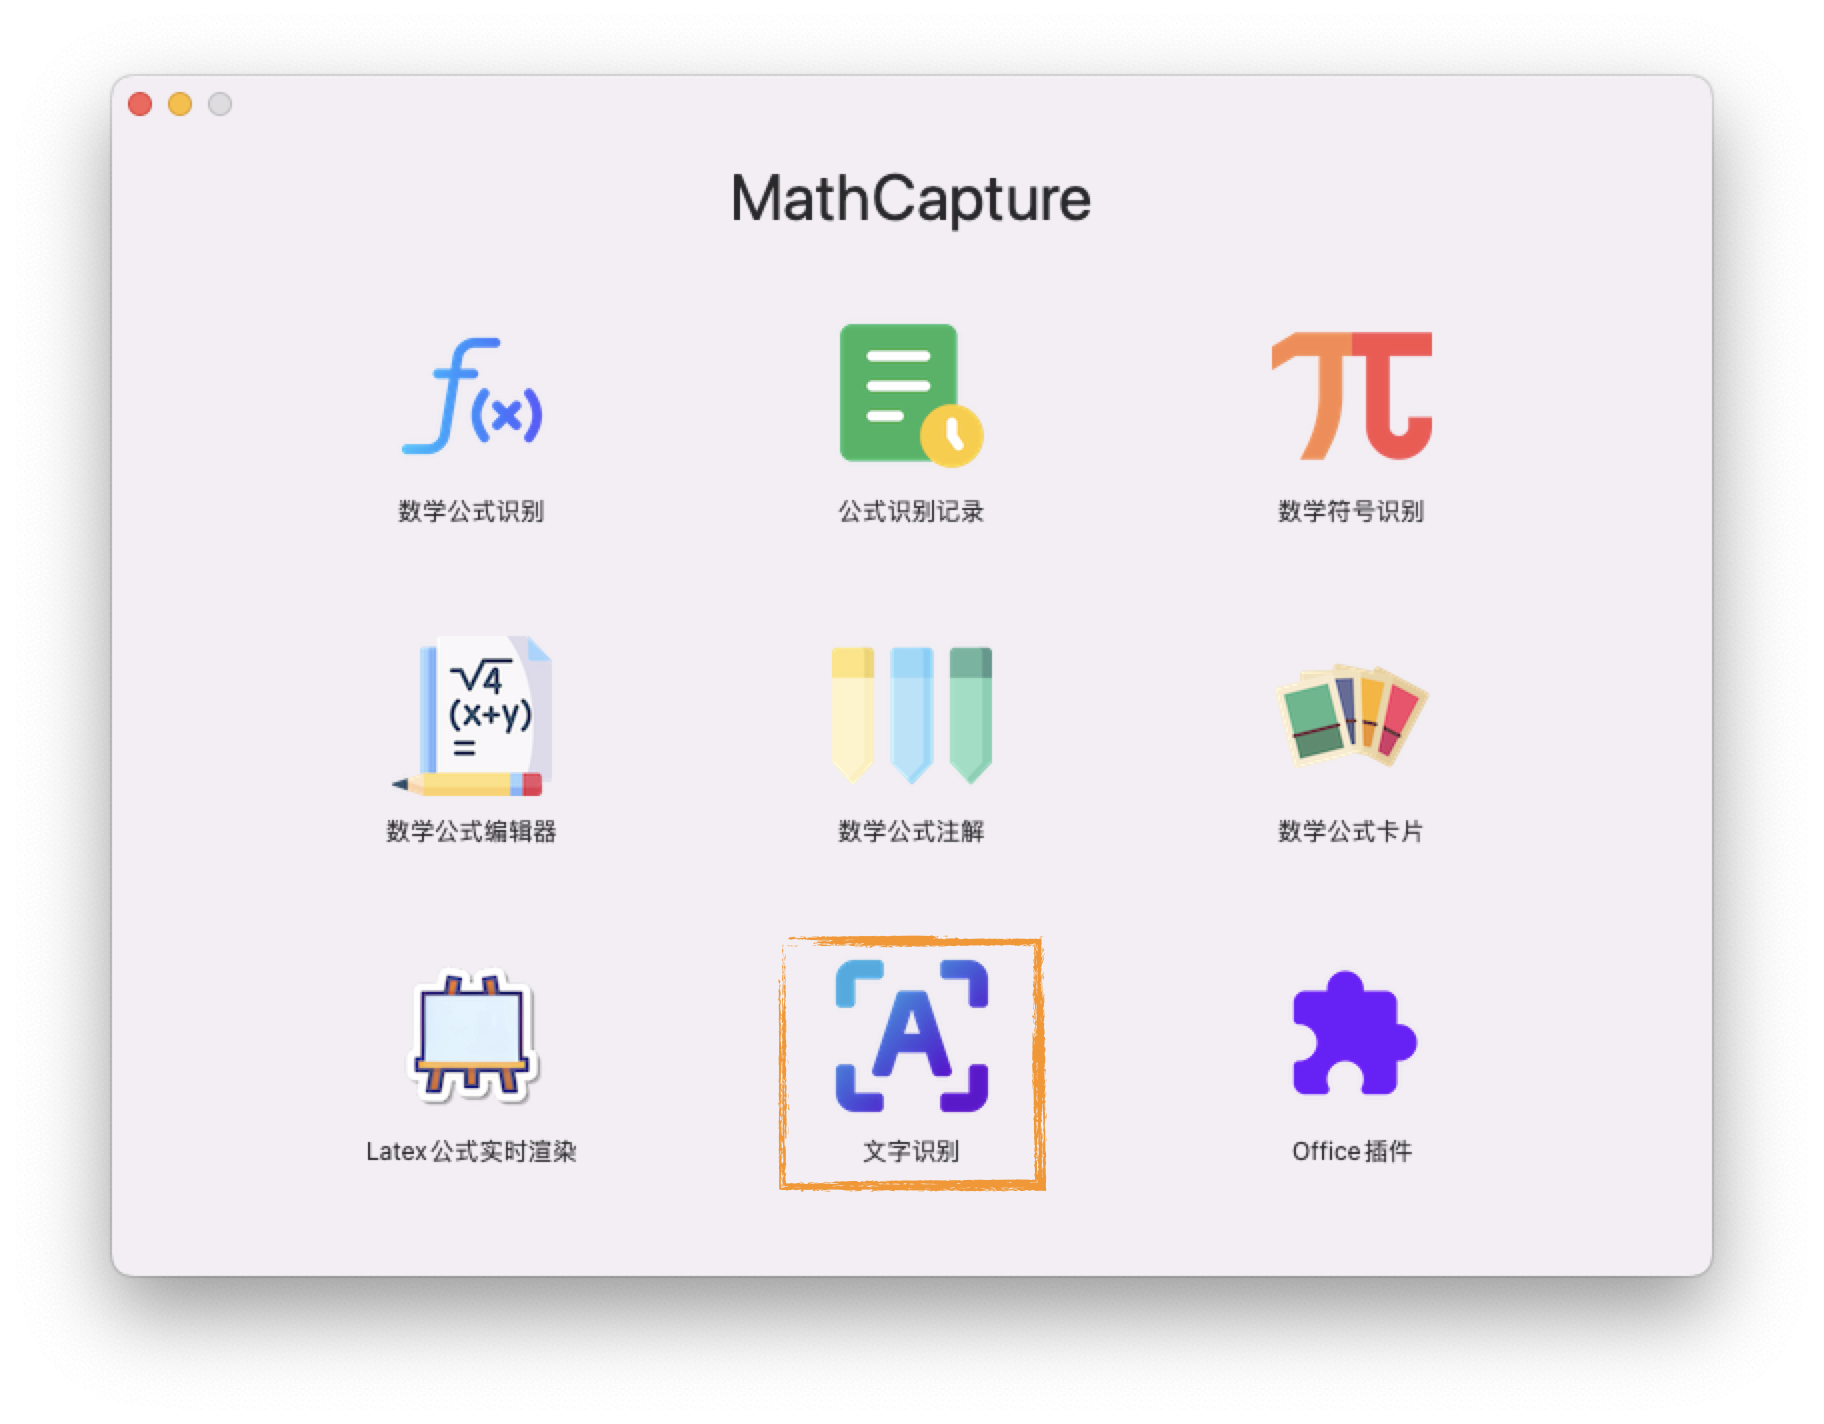 MathCapture
f(x)
π
数学公式识别
公式识别记录
数学符号识别
√4
(x+y)
=
数学公式编辑器
数学公式注解
数学公式卡片
A
Latex公式实时渲染
文字识别
Office插件